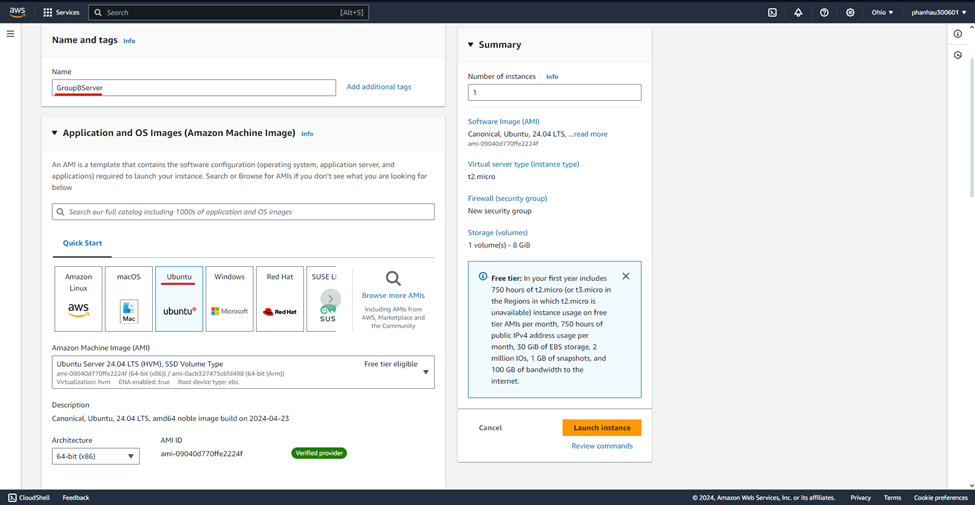 aws
Services
Search
[Alt+S]
Ohio
phanhau300601
Name and tags
Info
Name
GroupBServer
Add additional tags
Application and OS Images (Amazon Machine Image)
Info
An AMI is a template that contains the software configuration (operating system, application server, and
applications) required to launch your instance. Search or Browse for AMIs if you don't see what you are looking for
below
Search our full catalog including 1000s of application and OS images
Quick Start
Amazon
Linux
aws
macOS
Mac
Ubuntu
ubuntu
Windows
Microsoft
Red Hat
Red Hat
SUSE Li
SUS
Browse more AMIs
Including AMIs from
AWS, Marketplace and
the Community
Amazon Machine Image (AMI)
Ubuntu Server 24.04 LTS (HVM), SSD Volume Type
Free tier eligible
ami-09040d770ffe2224f (64-bit (x86)) / ami-0acb327475c6fd498 (64-bit (Arm))
Virtualization: hvm ENA enabled: true Root device type: ebs
Description
Canonical, Ubuntu, 24.04 LTS, amd64 noble image build on 2024-04-23
Architecture
64-bit (x86)
AMI ID
ami-09040d770ffe2224f
Verified provider
Summary
Number of instances
Info
1
Software Image (AMI)
Canonical, Ubuntu, 24.04 LTS, ...read more
ami-09040d770ffe2224f
Virtual server type (instance type)
t2.micro
Firewall (security group)
New security group
Storage (volumes)
1 volume(s) - 8 GiB
Free tier: In your first year includes
750 hours of t2.micro (or t3.micro in
the Regions in which t2.micro is
unavailable) instance usage on free
tier AMIs per month, 750 hours of
public IPv4 address usage per
month, 30 GiB of EBS storage, 2
million IOs, 1 GB of snapshots, and
100 GB of bandwidth to the
internet.
Cancel
Launch instance
Review commands
CloudShell
Feedback
© 2024, Amazon Web Services, Inc. or its affiliates.
Privacy
Terms
Cookie preferences